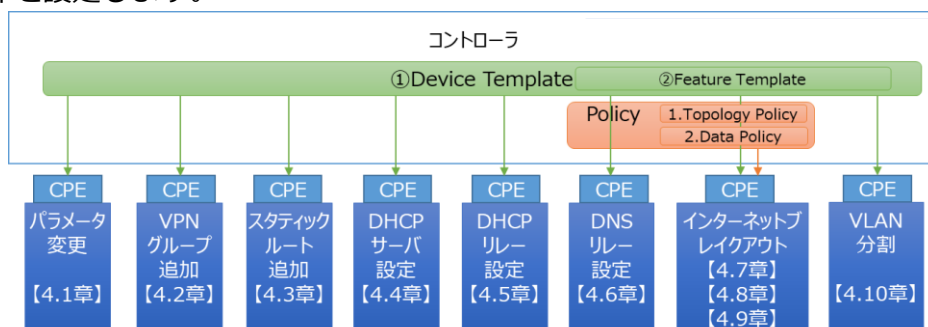 を設定します。
コントローラ
①Device Template ②Feature Template
Policy 1.Topology Policy
2.Data Policy
CPE CPE CPE CPE CPE CPE CPE CPE
パラメータ
変更
【4.1章】
VPN
グループ
追加
【4.2章】
スタティック
ルート
追加
【4.3章】
DHCP
サーバ
設定
【4.4章】
DHCP
リレー
設定
【4.5章】
DNS
リレー
設定
【4.6章】
インターネットブ
レイクアウト
【4.7章】
【4.8章】
【4.9章】
VLAN
分割
【4.10章】